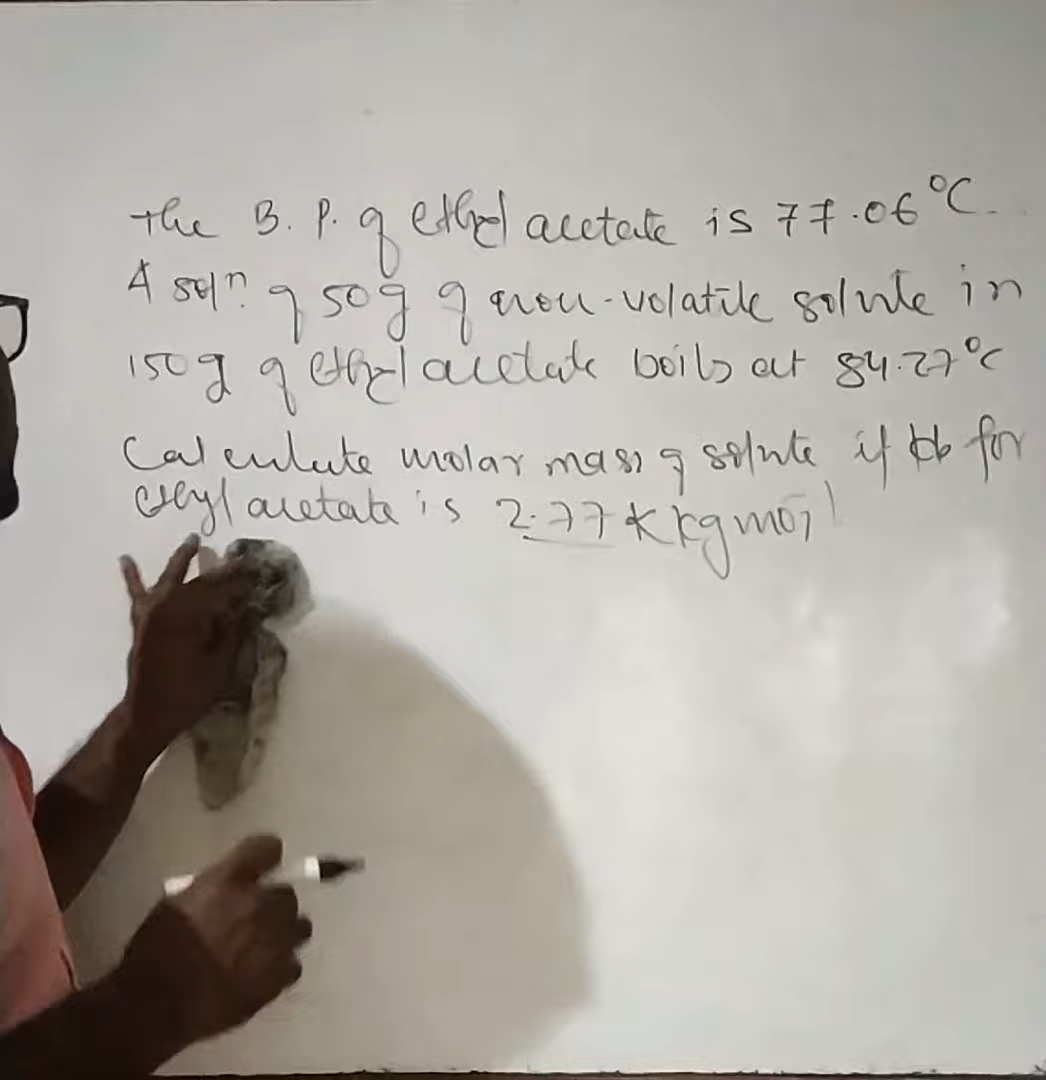 The B. P. of ethyl acetate is 77.06°C.
A soln. of 50g of non-volatile solute in
150g of ethyl acetate boils at 84.27°C
Calculate molar mass of solute if kb for
ethyl acetate is 2.77 K kg mol⁻¹